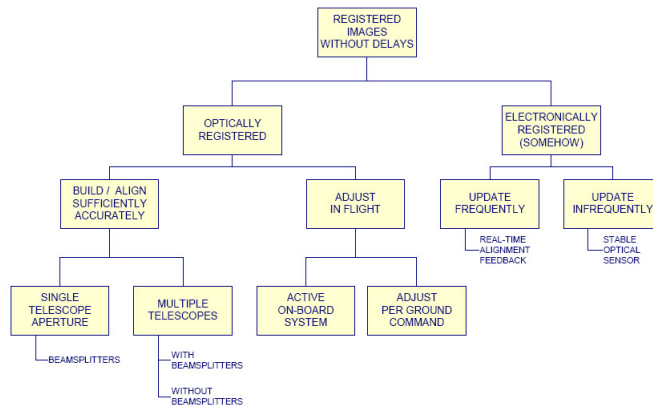 REGISTERED
IMAGES
WITHOUT DELAYS
OPTICALLY
REGISTERED
ELECTRONICALLY
REGISTERED
(SOMEHOW)
BUILD / ALIGN
SUFFICIENTLY
ACCURATELY
ADJUST
IN FLIGHT
UPDATE
FREQUENTLY
UPDATE
INFREQUENTLY
REAL-TIME
ALIGNMENT
FEEDBACK
STABLE
OPTICAL
SENSOR
SINGLE
TELESCOPE
APERTURE
MULTIPLE
TELESCOPES
ACTIVE
ON-BOARD
SYSTEM
ADJUST
PER GROUND
COMMAND
BEAMSPLITTERS
WITH
BEAMSPLITTERS
WITHOUT
BEAMSPLITTERS